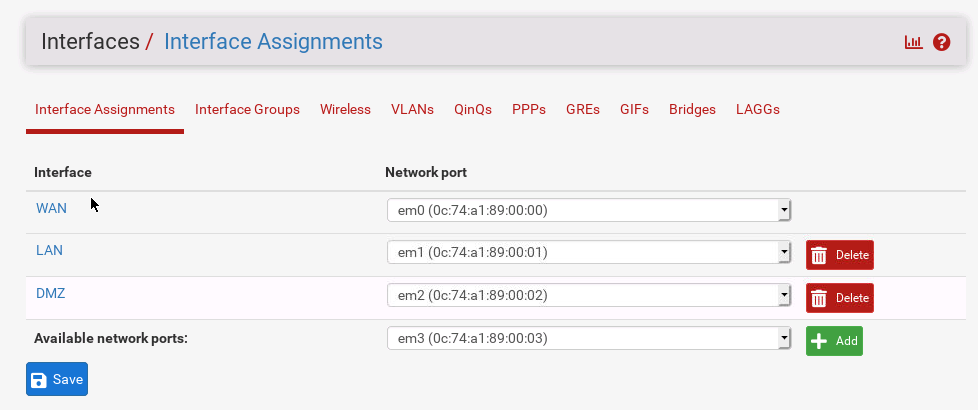 Interfaces / Interface Assignments
Interface Assignments Interface Groups Wireless VLANs QinQs PPPs GREs GIFs Bridges LAGGs
Interface Network port
WAN em0 (0c:74:a1:89:00:00)
LAN em1 (0c:74:a1:89:00:01) Delete
DMZ em2 (0c:74:a1:89:00:02) Delete
Available network ports: em3 (0c:74:a1:89:00:03) Add
Save